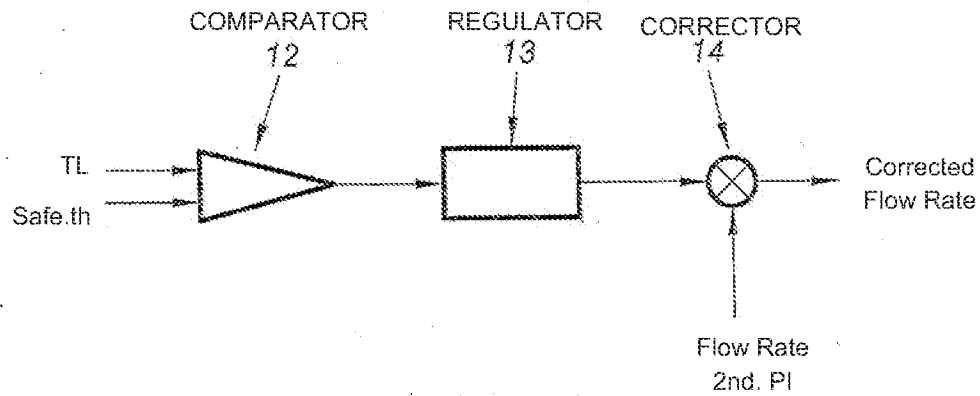 COMPARATOR
12
REGULATOR
13
CORRECTOR
14
TL
Safe.th
Corrected
Flow Rate
Flow Rate
2nd. PI